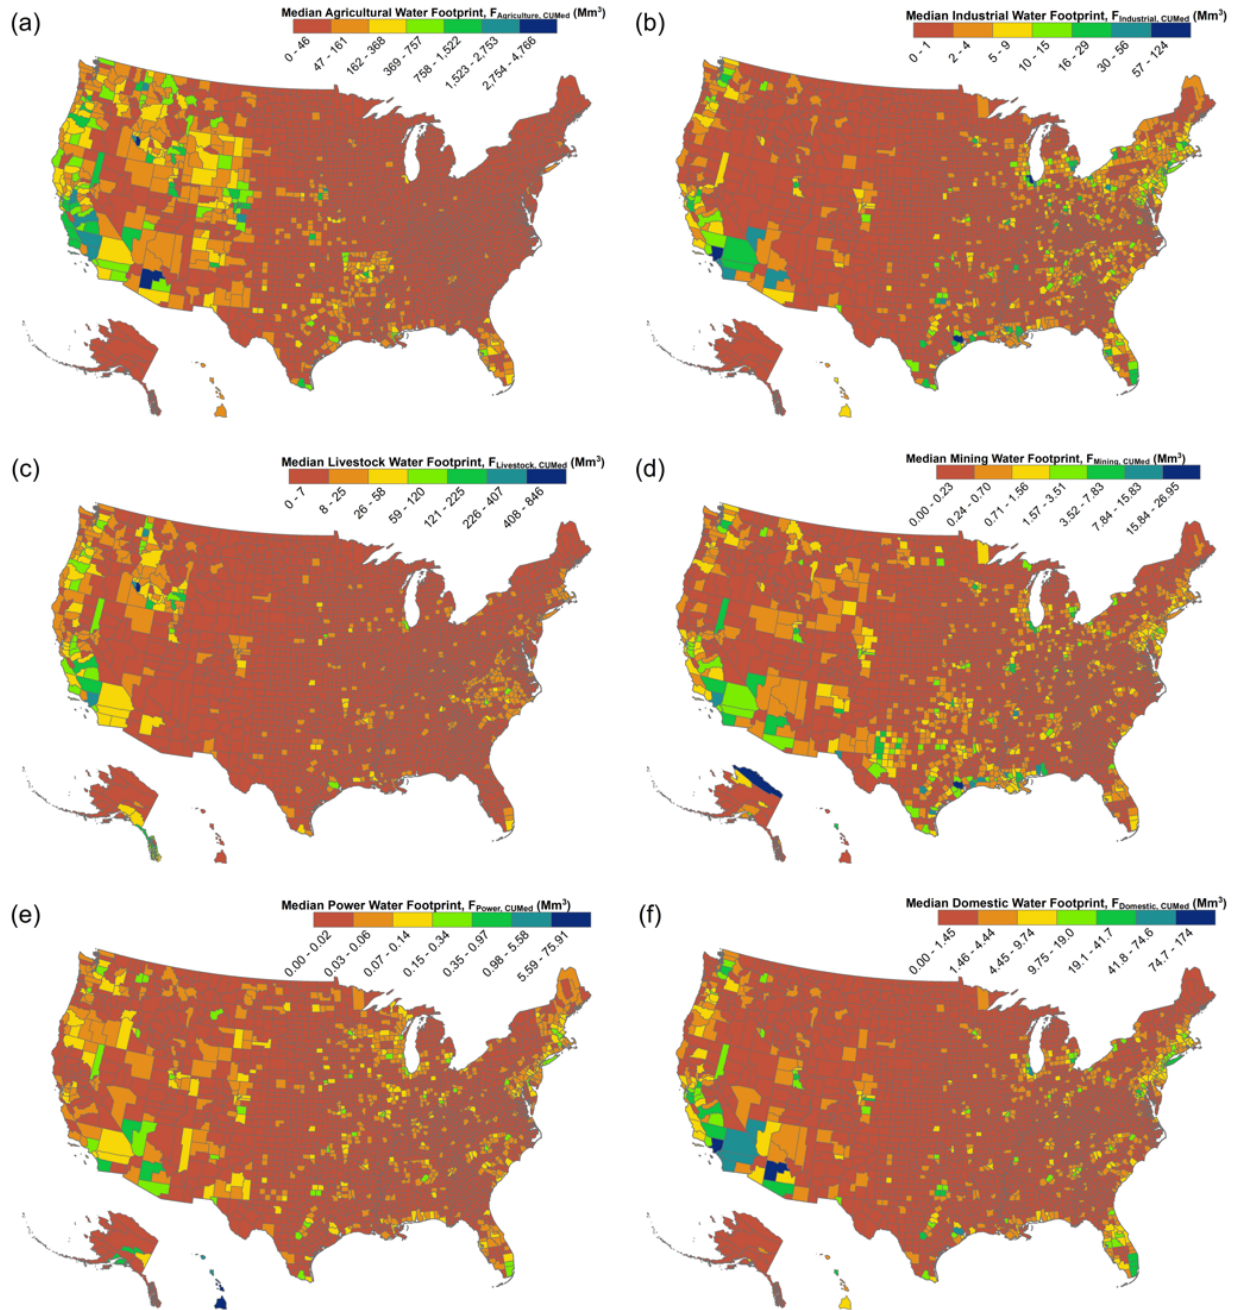 (a)
Median Agricultural Water Footprint, F Agriculture, CUMed (Mm³)
0 - 46
47 - 161
162 - 368
369 - 757
758 - 1,522
1,523 - 2,753
2,754 - 4,766
(b)
Median Industrial Water Footprint, F Industrial, CUMed (Mm³)
0 - 1
2 - 4
5 - 9
10 - 15
16 - 29
30 - 56
57 - 124
(c)
Median Livestock Water Footprint, F Livestock, CUMed (Mm³)
0 - 7
8 - 25
26 - 58
59 - 120
121 - 225
226 - 407
408 - 846
(d)
Median Mining Water Footprint, F Mining, CUMed (Mm³)
0.00 - 0.23
0.24 - 0.70
0.71 - 1.56
1.57 - 3.51
3.52 - 7.83
7.84 - 15.83
15.84 - 26.95
(e)
Median Power Water Footprint, F Power, CUMed (Mm³)
0.00 - 0.02
0.03 - 0.06
0.07 - 0.14
0.15 - 0.34
0.35 - 0.97
0.98 - 5.58
5.59 - 75.91
(f)
Median Domestic Water Footprint, F Domestic, CUMed (Mm³)
0.00 - 1.45
1.46 - 4.44
4.45 - 9.74
9.75 - 19.0
19.1 - 41.7
41.8 - 74.6
74.7 - 174